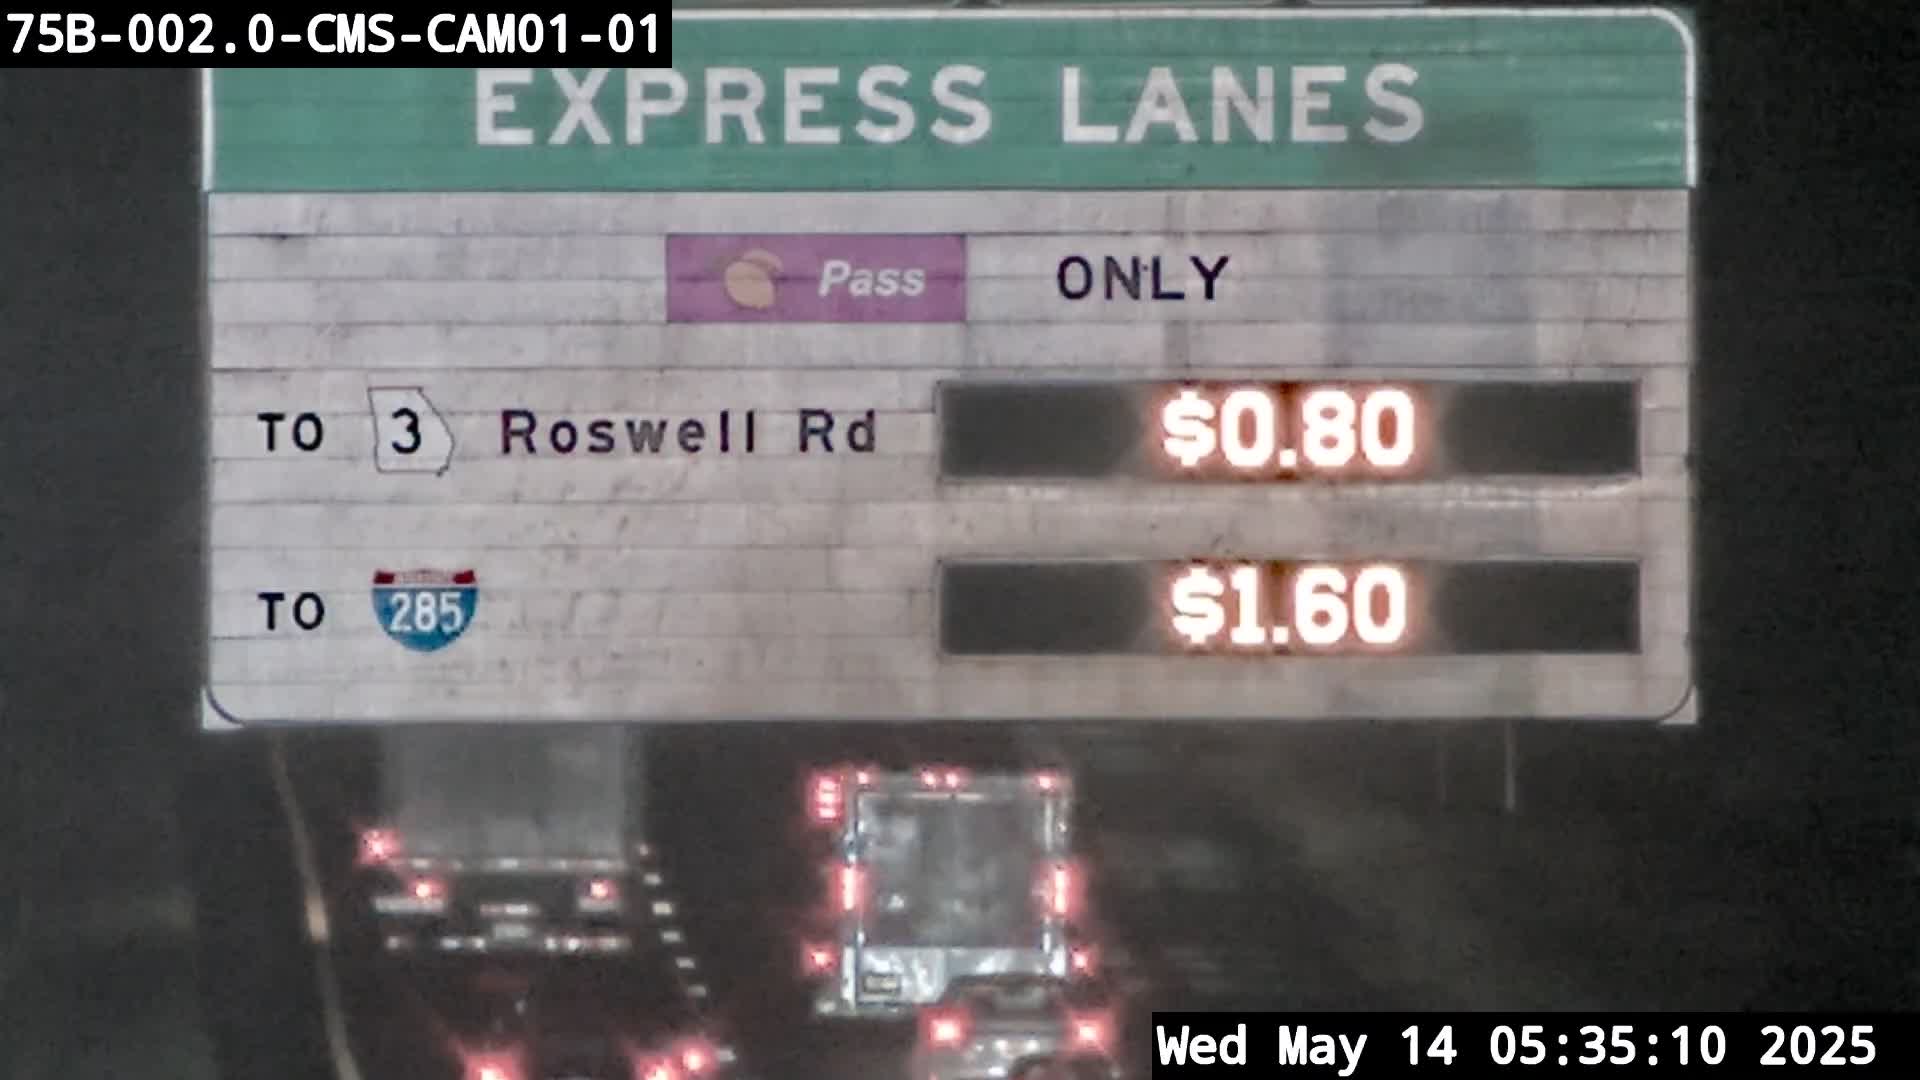 75B-002.0-CMS-CAM01-01
EXPRESS LANES
Pass ONLY
TO 3 Roswell Rd $0.80
TO 285 $1.60
Wed May 14 05:35:10 2025